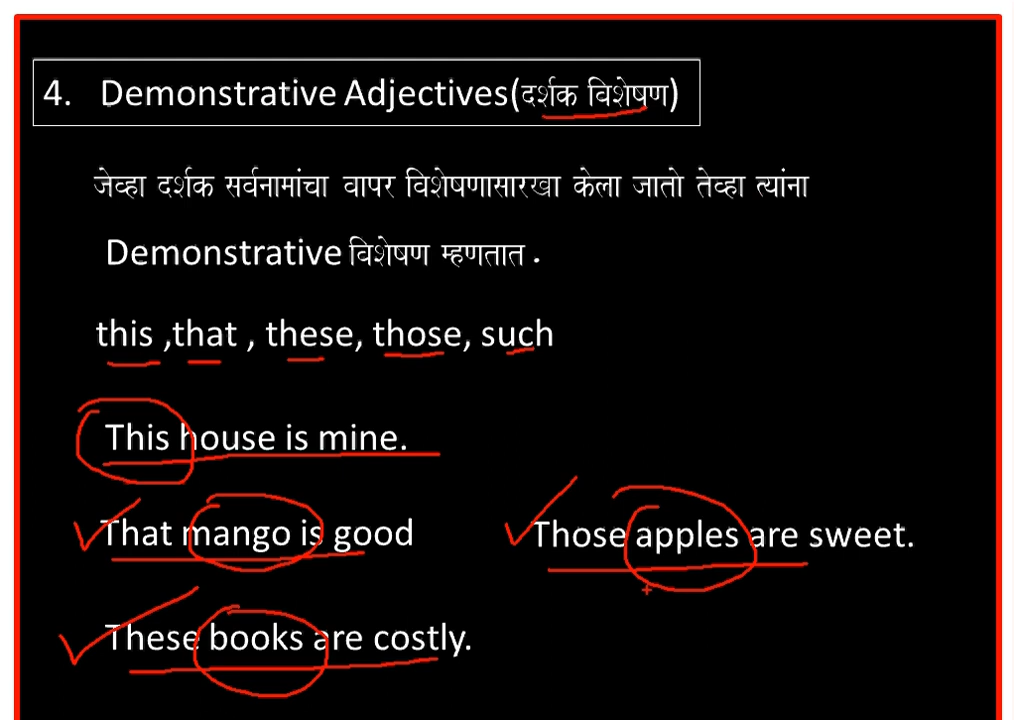 4. Demonstrative Adjectives(दर्शक विशेषण)
जेव्हा दर्शक सर्वनामांचा वापर विशेषणासारखा केला जातो तेव्हा त्यांना
Demonstrative विशेषण म्हणतात .
this ,that , these, those, such
This house is mine.
That mango is good
Those apples are sweet.
These books are costly.